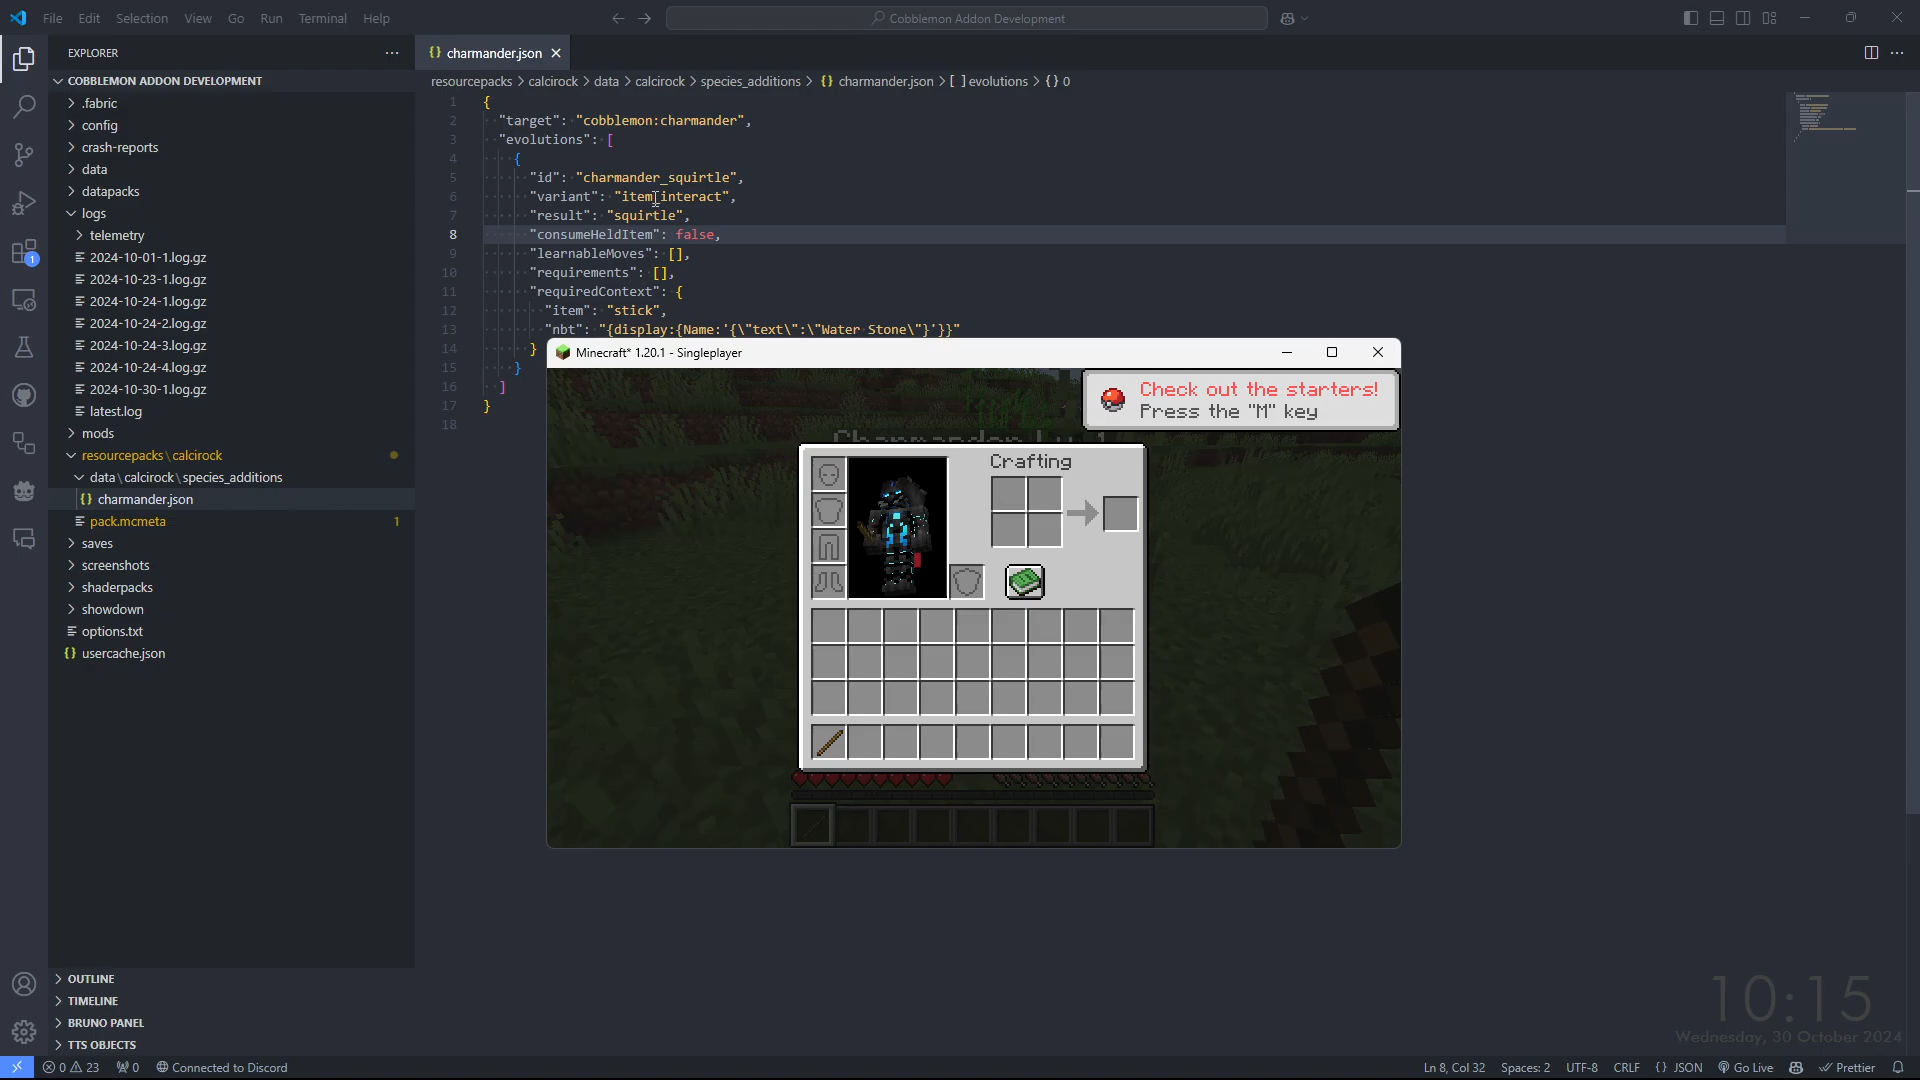 File Edit Selection View Go Run Terminal Help
Cobblemon Addon Development
EXPLORER
charmander.json
COBBLEMON ADDON DEVELOPMENT
resourcepacks > calcirock > data > calcirock > species_additions > {} charmander.json > [ ] evolutions > {} 0
.fabric
config
crash-reports
data
datapacks
logs
telemetry
2024-10-01-1.log.gz
2024-10-23-1.log.gz
2024-10-24-1.log.gz
2024-10-24-2.log.gz
2024-10-24-3.log.gz
2024-10-24-4.log.gz
2024-10-30-1.log.gz
latest.log
mods
resourcepacks\calcirock
data\calcirock\species_additions
{} charmander.json
pack.mcmeta 1
saves
screenshots
shaderpacks
showdown
options.txt
{} usercache.json
1
OUTLINE
TIMELINE
BRUNO PANEL
TTS OBJECTS
1 {
2 "target": "cobblemon:charmander",
3 "evolutions": [
4 {
5 "id": "charmander_squirtle",
6 "variant": "item_interact",
7 "result": "squirtle",
8 "consumeHeldItem": false,
9 "learnableMoves": [],
10 "requirements": [],
11 "requiredContext": {
12 "item": "stick",
13 "nbt": "{display:{Name:'{\"text\":\"Water Stone\"}'}}"
14 }
15 }
16 ]
17 }
18
Minecraft* 1.20.1 - Singleplayer
Check out the starters!
Press the "M" key
Crafting
10:15
Wednesday, 30 October 2024
0 23 0 Connected to Discord
Ln 8, Col 32 Spaces: 2 UTF-8 CRLF {} JSON Go Live Prettier